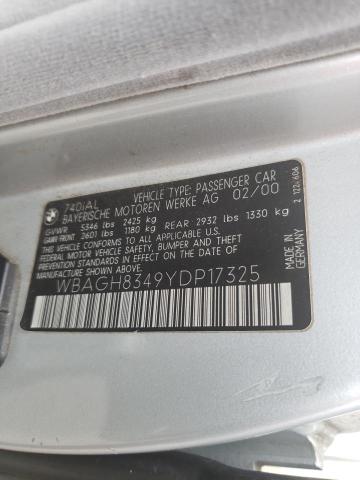 740iAL VEHICLE TYPE: PASSENGER CAR
BAYERISCHE MOTOREN WERKE AG 02/00
GVWR 5346 lbs 2425 kg
GAWR FRONT 2601 lbs 1180 kg REAR 2932 lbs 1330 kg
THIS CAR CONFORMS TO ALL APPLICABLE
FEDERAL MOTOR VEHICLE SAFETY, BUMPER AND THEFT
PREVENTION STANDARDS IN EFFECT ON THE DATE OF
MANUFACTURE SHOWN ABOVE.
WBAGH8349YDP17325
MADE IN
GERMANY